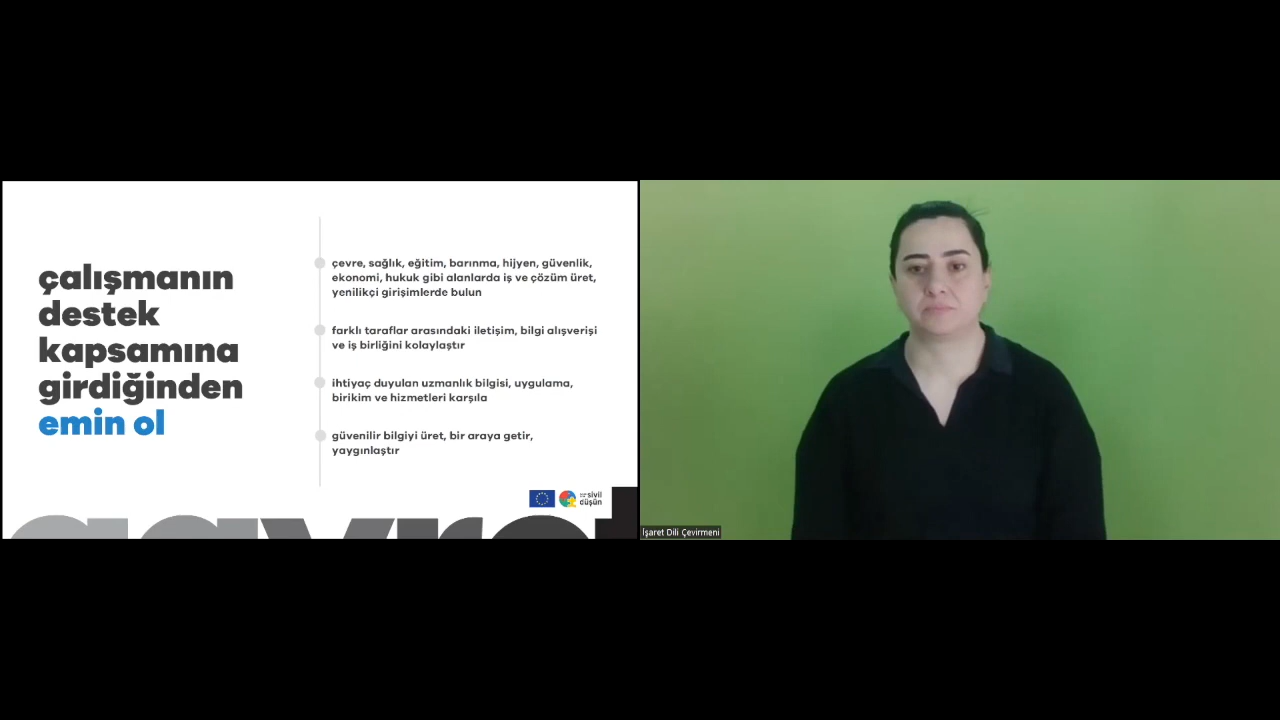 çalışmanın
destek
kapsamına
girdiğinden
emin ol
çevre, sağlık, eğitim, barınma, hijyen, güvenlik,
ekonomi, hukuk gibi alanlarda iş ve çözüm üret,
yenilikçi girişimlerde bulun
farklı taraflar arasındaki iletişim, bilgi alışverişi
ve iş birliğini kolaylaştır
ihtiyaç duyulan uzmanlık bilgisi, uygulama,
birikim ve hizmetleri karşıla
güvenilir bilgiyi üret, bir araya getir,
yaygınlaştır
sivil
düşün
İşaret Dili Çevirmeni